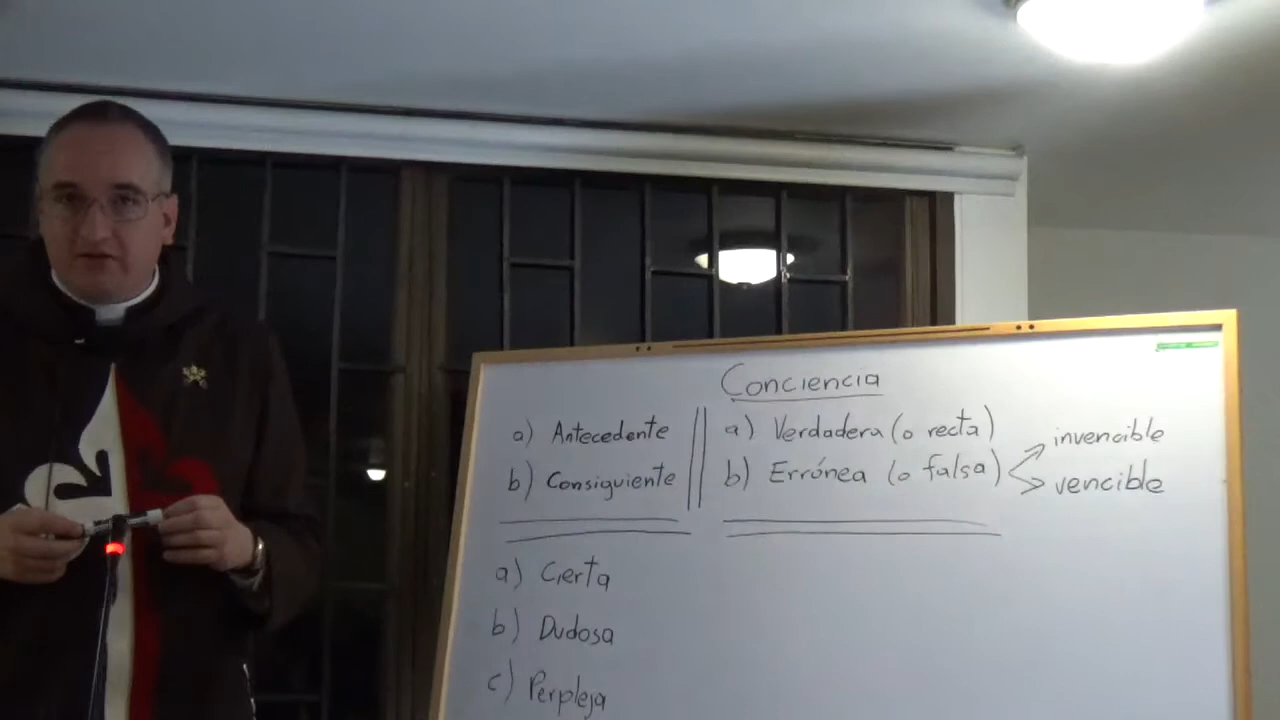 Conciencia
a) Antecedente
b) Consiguiente
a) Verdadera (o recta)
b) Errónea (o falsa)
invencible
vencible
a) Cierta
b) Dudosa
c) Perpleja